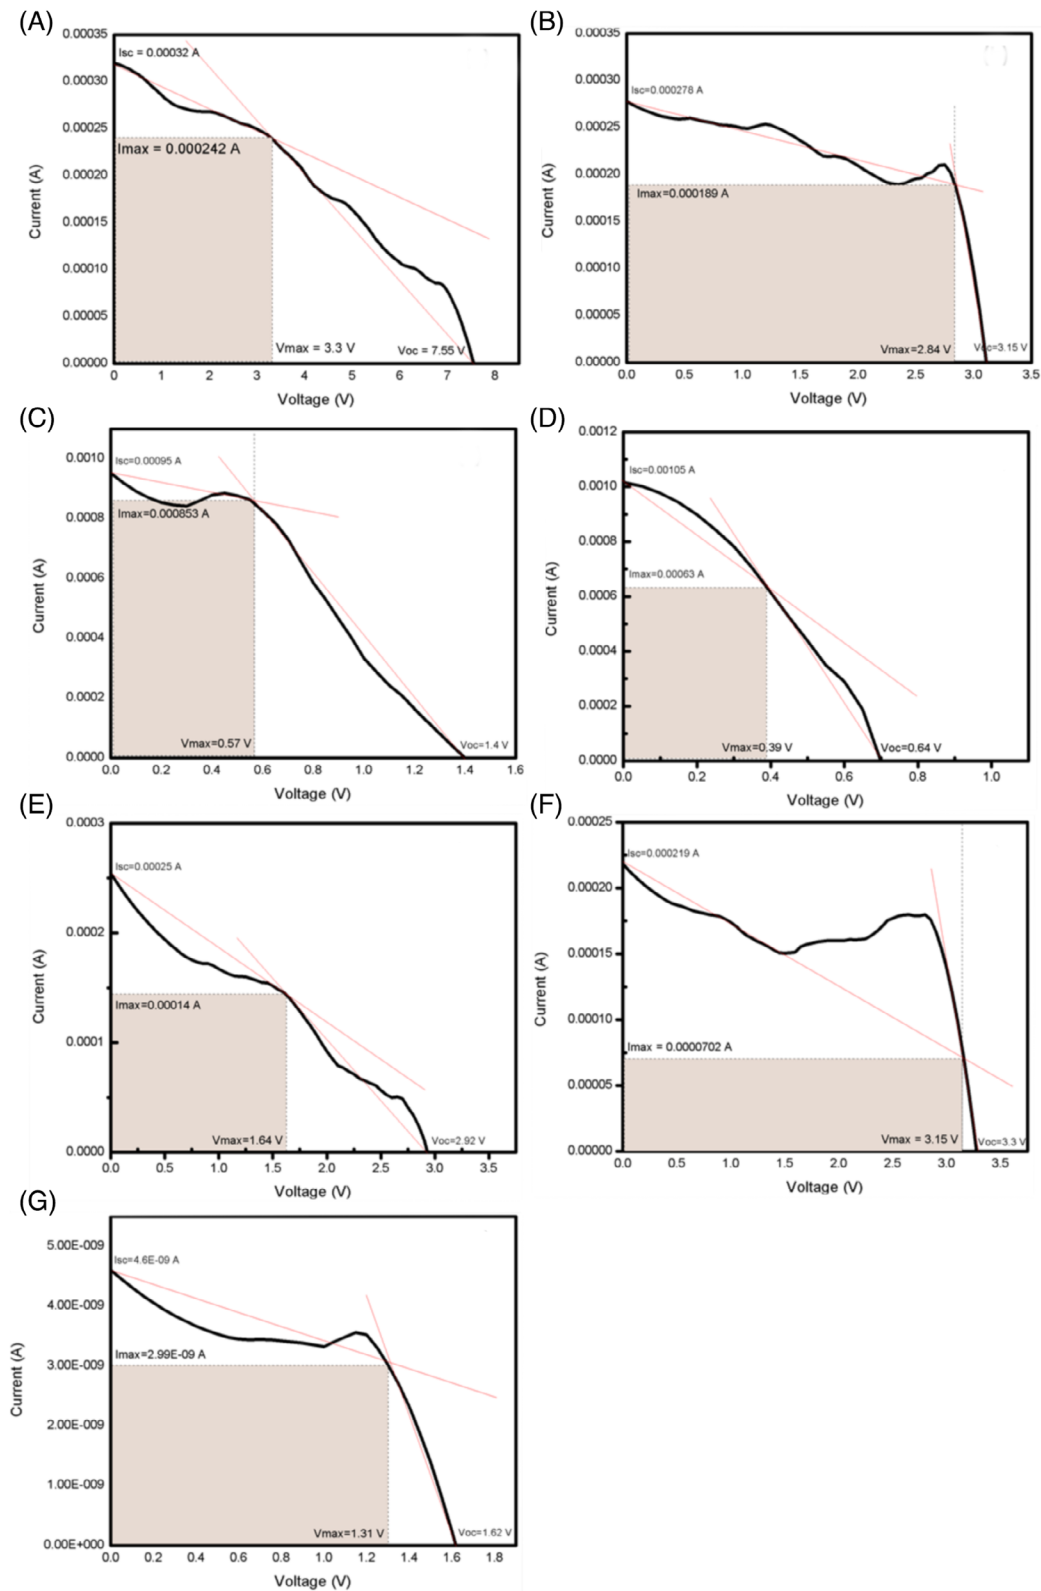 (A)
0.00035
0.00030
0.00025
0.00020
0.00015
0.00010
0.00005
0.00000
Current (A)
Isc = 0.00032 A
Imax = 0.000242 A
Vmax = 3.3 V
Voc = 7.55 V
0 1 2 3 4 5 6 7 8
Voltage (V)
(B)
0.00035
0.00030
0.00025
0.00020
0.00015
0.00010
0.00005
0.00000
Current (A)
Isc=0.000278 A
Imax=0.000189 A
Vmax=2.84 V
Voc=3.15 V
0.0 0.5 1.0 1.5 2.0 2.5 3.0 3.5
Voltage (V)
(C)
0.0010
0.0008
0.0006
0.0004
0.0002
0.0000
Current (A)
Isc=0.00095 A
Imax=0.000853 A
Vmax=0.57 V
Voc=1.4 V
0.0 0.2 0.4 0.6 0.8 1.0 1.2 1.4 1.6
Voltage (V)
(D)
0.0012
0.0010
0.0008
0.0006
0.0004
0.0002
0.0000
Current (A)
Isc=0.00105 A
Imax=0.00063 A
Vmax=0.39 V
Voc=0.64 V
0.0 0.2 0.4 0.6 0.8 1.0
Voltage (V)
(E)
0.0003
0.0002
0.0001
0.0000
Current (A)
Isc=0.00025 A
Imax=0.00014 A
Vmax=1.64 V
Voc=2.92 V
0.0 0.5 1.0 1.5 2.0 2.5 3.0 3.5
Voltage (V)
(F)
0.00025
0.00020
0.00015
0.00010
0.00005
0.00000
Current (A)
Isc=0.000219 A
Imax = 0.0000702 A
Vmax = 3.15 V
Voc=3.3 V
0.0 0.5 1.0 1.5 2.0 2.5 3.0 3.5
Voltage (V)
(G)
5.00E-009
4.00E-009
3.00E-009
2.00E-009
1.00E-009
0.00E+000
Current (A)
Isc=4.6E-09 A
Imax=2.99E-09 A
Vmax=1.31 V
Voc=1.62 V
0.0 0.2 0.4 0.6 0.8 1.0 1.2 1.4 1.6 1.8
Voltage (V)